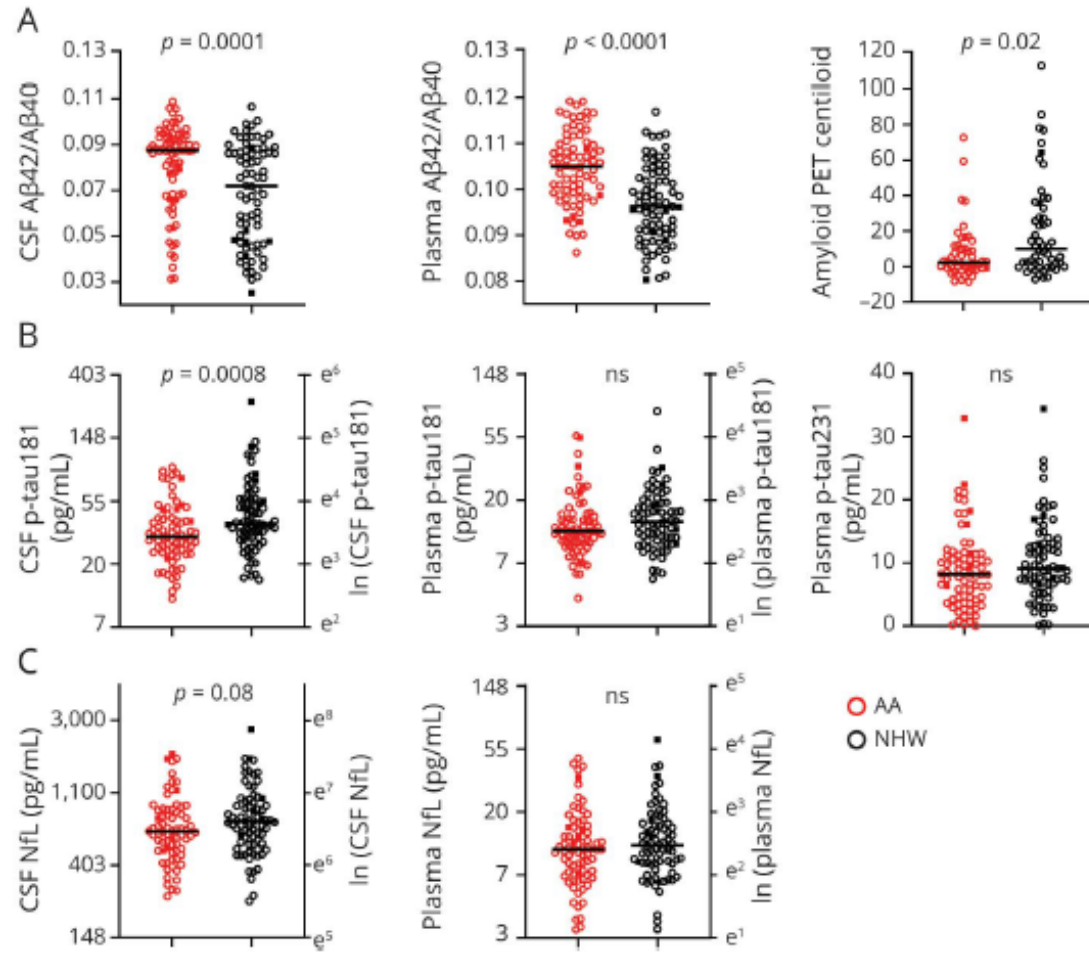 A
p = 0.0001
CSF Aβ42/Aβ40
0.13
0.11
0.09
0.07
0.05
0.03
p < 0.0001
Plasma Aβ42/Aβ40
0.13
0.12
0.11
0.10
0.09
0.08
p = 0.02
Amyloid PET centiloid
120
100
80
60
40
20
0
–20
B
p = 0.0008
CSF p-tau181
(pg/mL)
403
148
55
20
7
ln (CSF p-tau181)
e⁶
e⁵
e⁴
e³
e²
ns
Plasma p-tau181
(pg/mL)
148
55
20
7
3
ln (plasma p-tau181)
e⁵
e⁴
e³
e²
e¹
ns
Plasma p-tau231
(pg/mL)
40
30
20
10
0
C
p = 0.08
CSF NfL (pg/mL)
3,000
1,100
403
148
ln (CSF NfL)
e⁸
e⁷
e⁶
e⁵
ns
Plasma NfL (pg/mL)
148
55
20
7
3
ln (plasma NfL)
e⁵
e⁴
e³
e²
e¹
AA
NHW